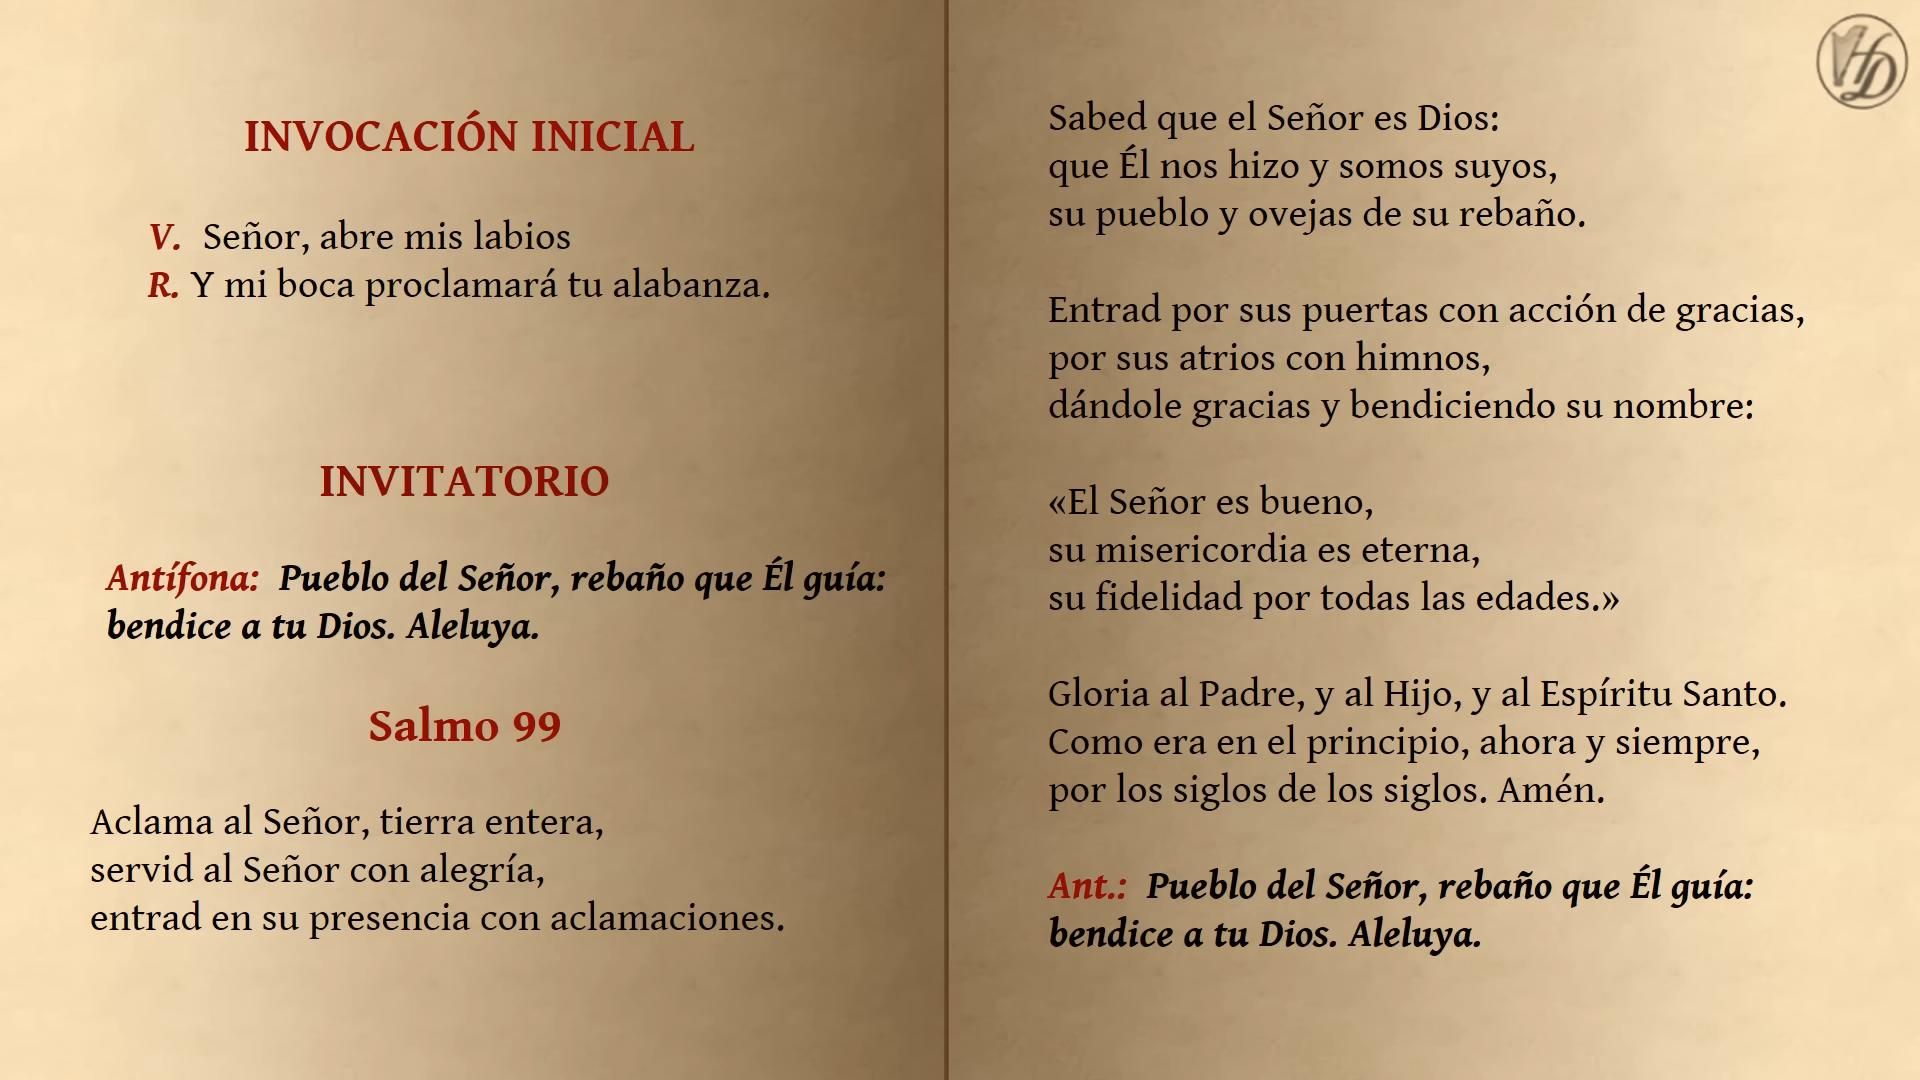 INVOCACIÓN INICIAL
V. Señor, abre mis labios
R. Y mi boca proclamará tu alabanza.
INVITATORIO
Antífona: Pueblo del Señor, rebaño que Él guía:
bendice a tu Dios. Aleluya.
Salmo 99
Aclama al Señor, tierra entera,
servid al Señor con alegría,
entrad en su presencia con aclamaciones.
HD
Sabed que el Señor es Dios:
que Él nos hizo y somos suyos,
su pueblo y ovejas de su rebaño.
Entrad por sus puertas con acción de gracias,
por sus atrios con himnos,
dándole gracias y bendiciendo su nombre:
«El Señor es bueno,
su misericordia es eterna,
su fidelidad por todas las edades.»
Gloria al Padre, y al Hijo, y al Espíritu Santo.
Como era en el principio, ahora y siempre,
por los siglos de los siglos. Amén.
Ant.: Pueblo del Señor, rebaño que Él guía:
bendice a tu Dios. Aleluya.